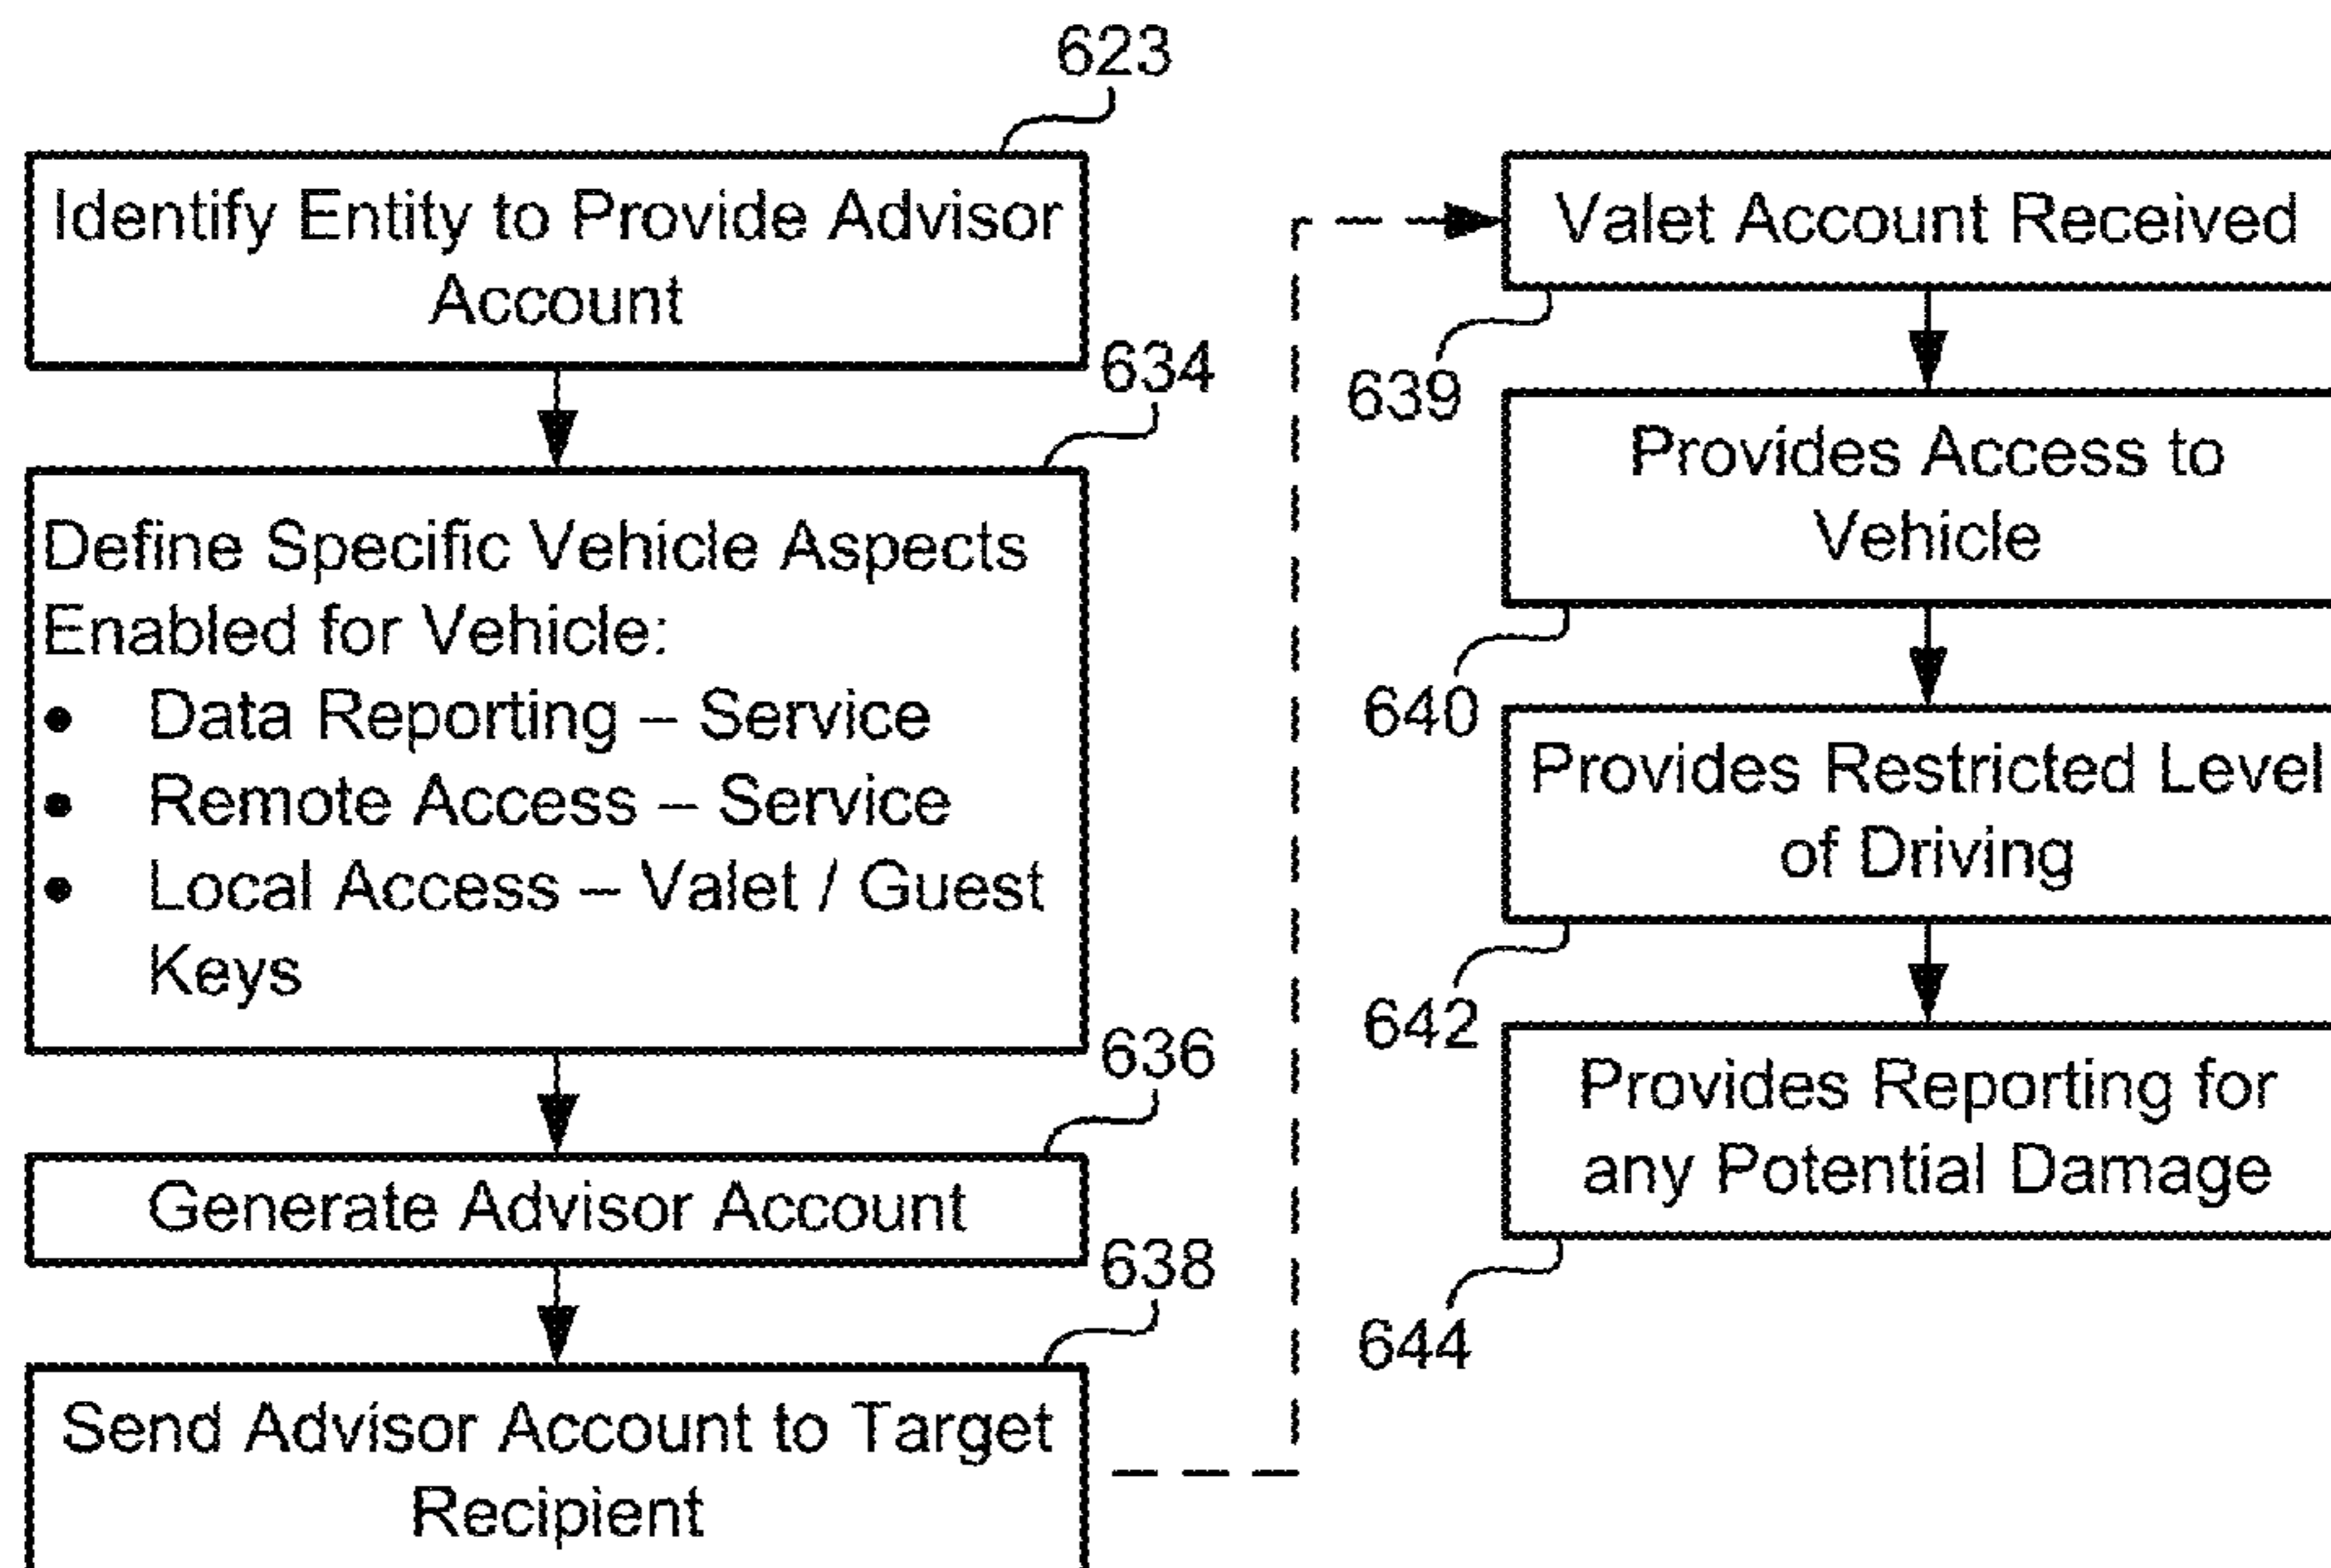 623
Identify Entity to Provide Advisor
Account
634
Define Specific Vehicle Aspects
Enabled for Vehicle:
• Data Reporting – Service
• Remote Access – Service
• Local Access – Valet / Guest
Keys
636
Generate Advisor Account
638
Send Advisor Account to Target
Recipient
Valet Account Received
639
Provides Access to
Vehicle
640
Provides Restricted Level
of Driving
642
Provides Reporting for
any Potential Damage
644